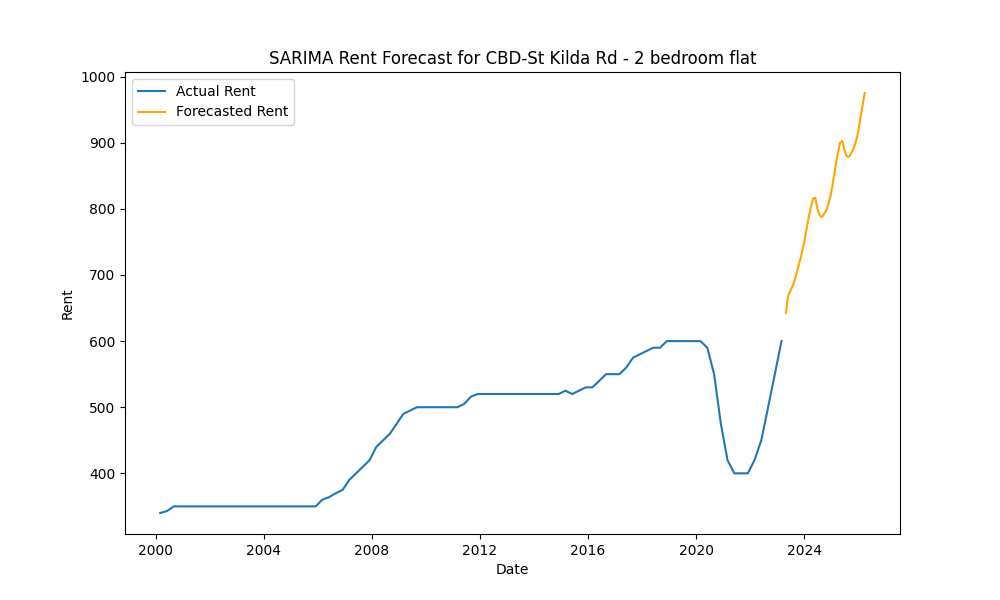 SARIMA Rent Forecast for CBD-St Kilda Rd - 2 bedroom flat
Actual Rent
Forecasted Rent
1000
900
800
700
600
500
400
Rent
2000 2004 2008 2012 2016 2020 2024
Date